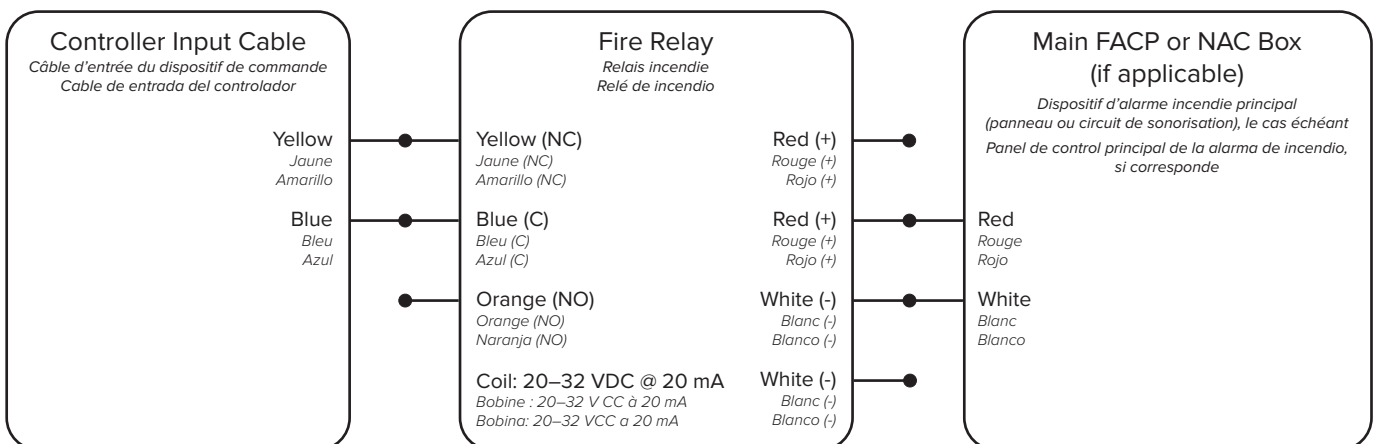 Controller Input Cable
Câble d'entrée du dispositif de commande
Cable de entrada del controlador
Yellow
Jaune
Amarillo
Blue
Bleu
Azul
Fire Relay
Relais incendie
Relé de incendio
Yellow (NC)
Jaune (NC)
Amarillo (NC)
Blue (C)
Bleu (C)
Azul (C)
Orange (NO)
Orange (NO)
Naranja (NO)
Coil: 20–32 VDC @ 20 mA
Bobine : 20–32 V CC à 20 mA
Bobina: 20–32 VCC a 20 mA
Red (+)
Rouge (+)
Rojo (+)
Red (+)
Rouge (+)
Rojo (+)
White (-)
Blanc (-)
Blanco (-)
White (-)
Blanc (-)
Blanco (-)
Main FACP or NAC Box
(if applicable)
Dispositif d'alarme incendie principal
(panneau ou circuit de sonorisation), le cas échéant
Panel de control principal de la alarma de incendio,
si corresponde
Red
Rouge
Rojo
White
Blanc
Blanco